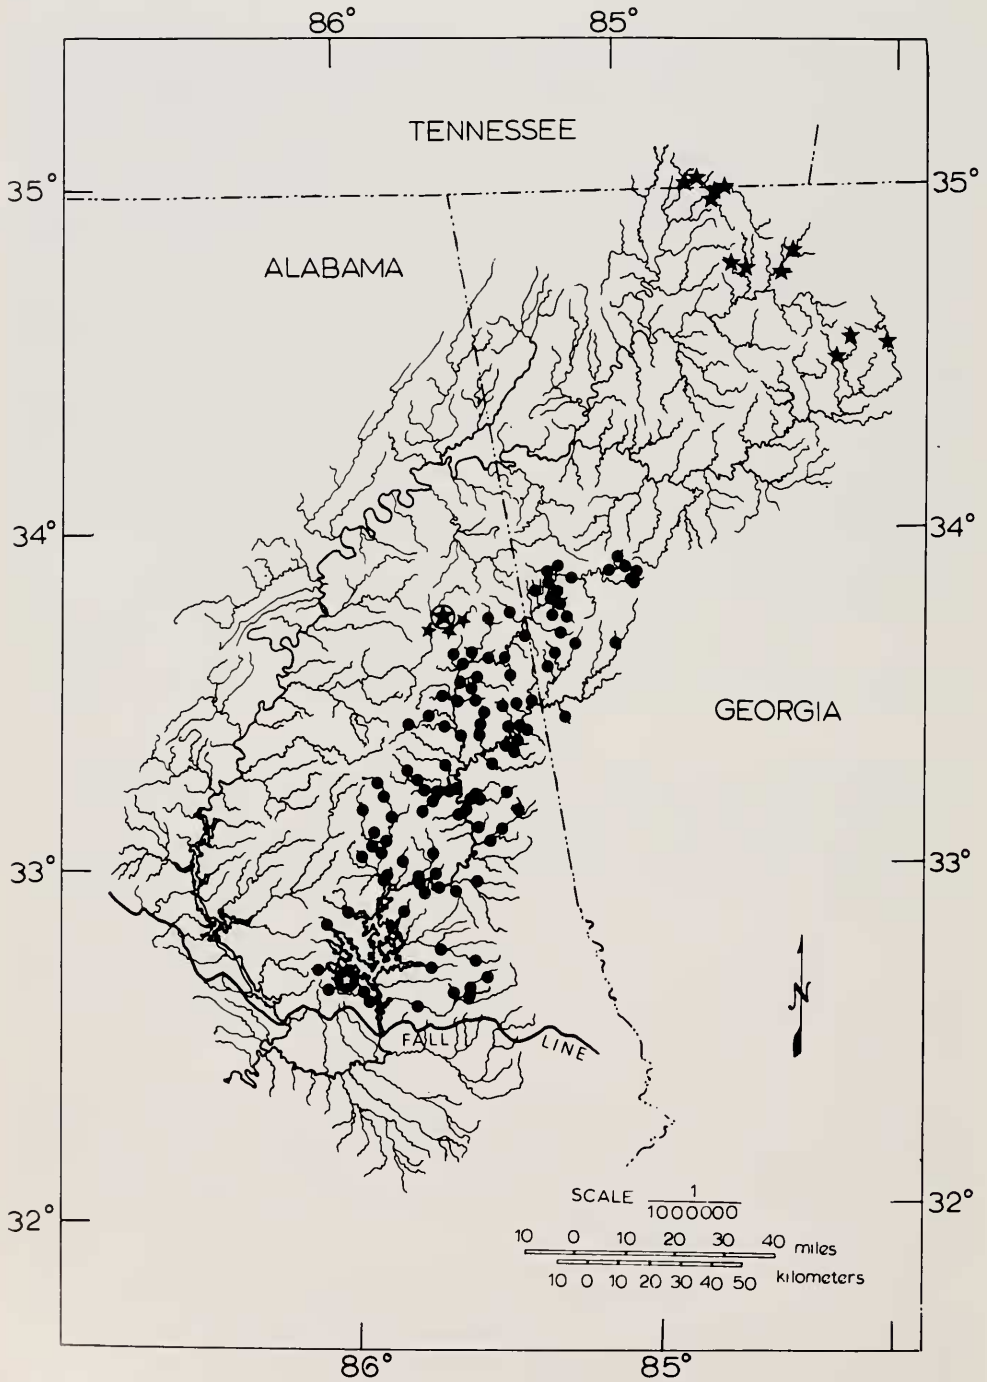 86° 85°
TENNESSEE
35° 35°
ALABAMA
34° 34°
GEORGIA
33° 33°
N
FALL LINE
SCALE 1
1000000
32° 32°
10 0 10 20 30 40 miles
10 0 10 20 30 40 50 kilometers
86° 85°